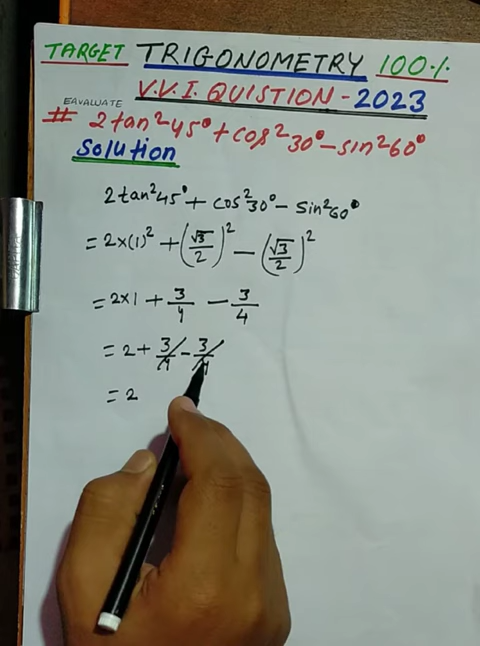 TARGET TRIGONOMETRY 100%
V.V.I. QUISTION - 2023
EAVALUATE
# 2tan²45° + cos²30° - sin²60°
Solution
2tan²45° + cos²30° - sin²60°
= 2×(1)² + (√3/2)² - (√3/2)²
= 2×1 + 3/4 - 3/4
= 2 + 3/4 - 3/4
= 2